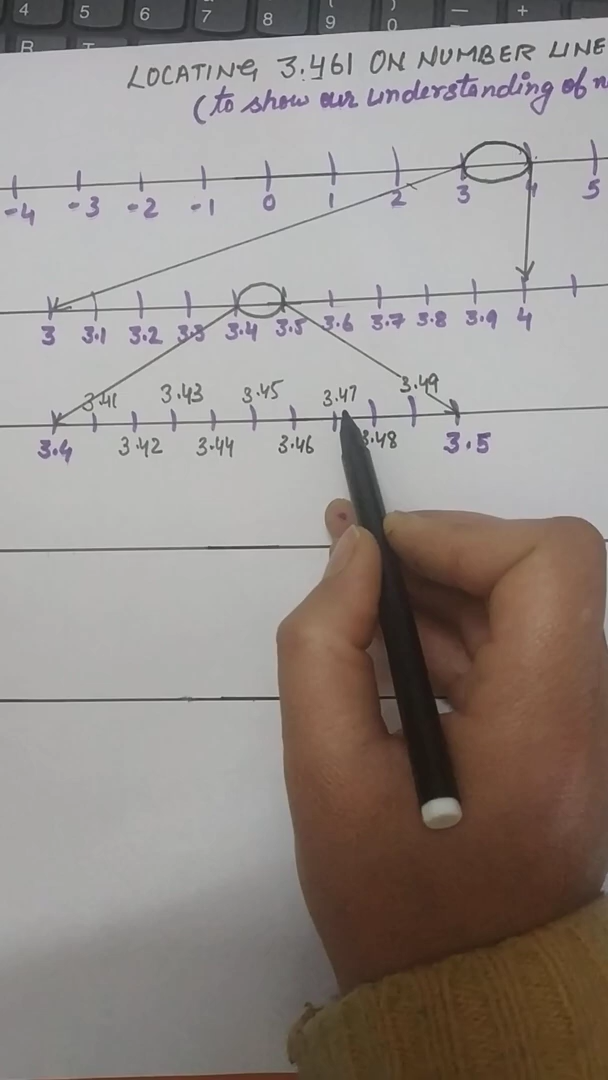 4 5 6 7 8 9 0 — +
LOCATING 3.461 ON NUMBER LINE
(to show our understanding of n
-4 -3 -2 -1 0 1 2 3 4 5
3 3.1 3.2 3.3 3.4 3.5 3.6 3.7 3.8 3.9 4
3.41 3.43 3.45 3.47 3.49
3.4 3.42 3.44 3.46 3.48 3.5